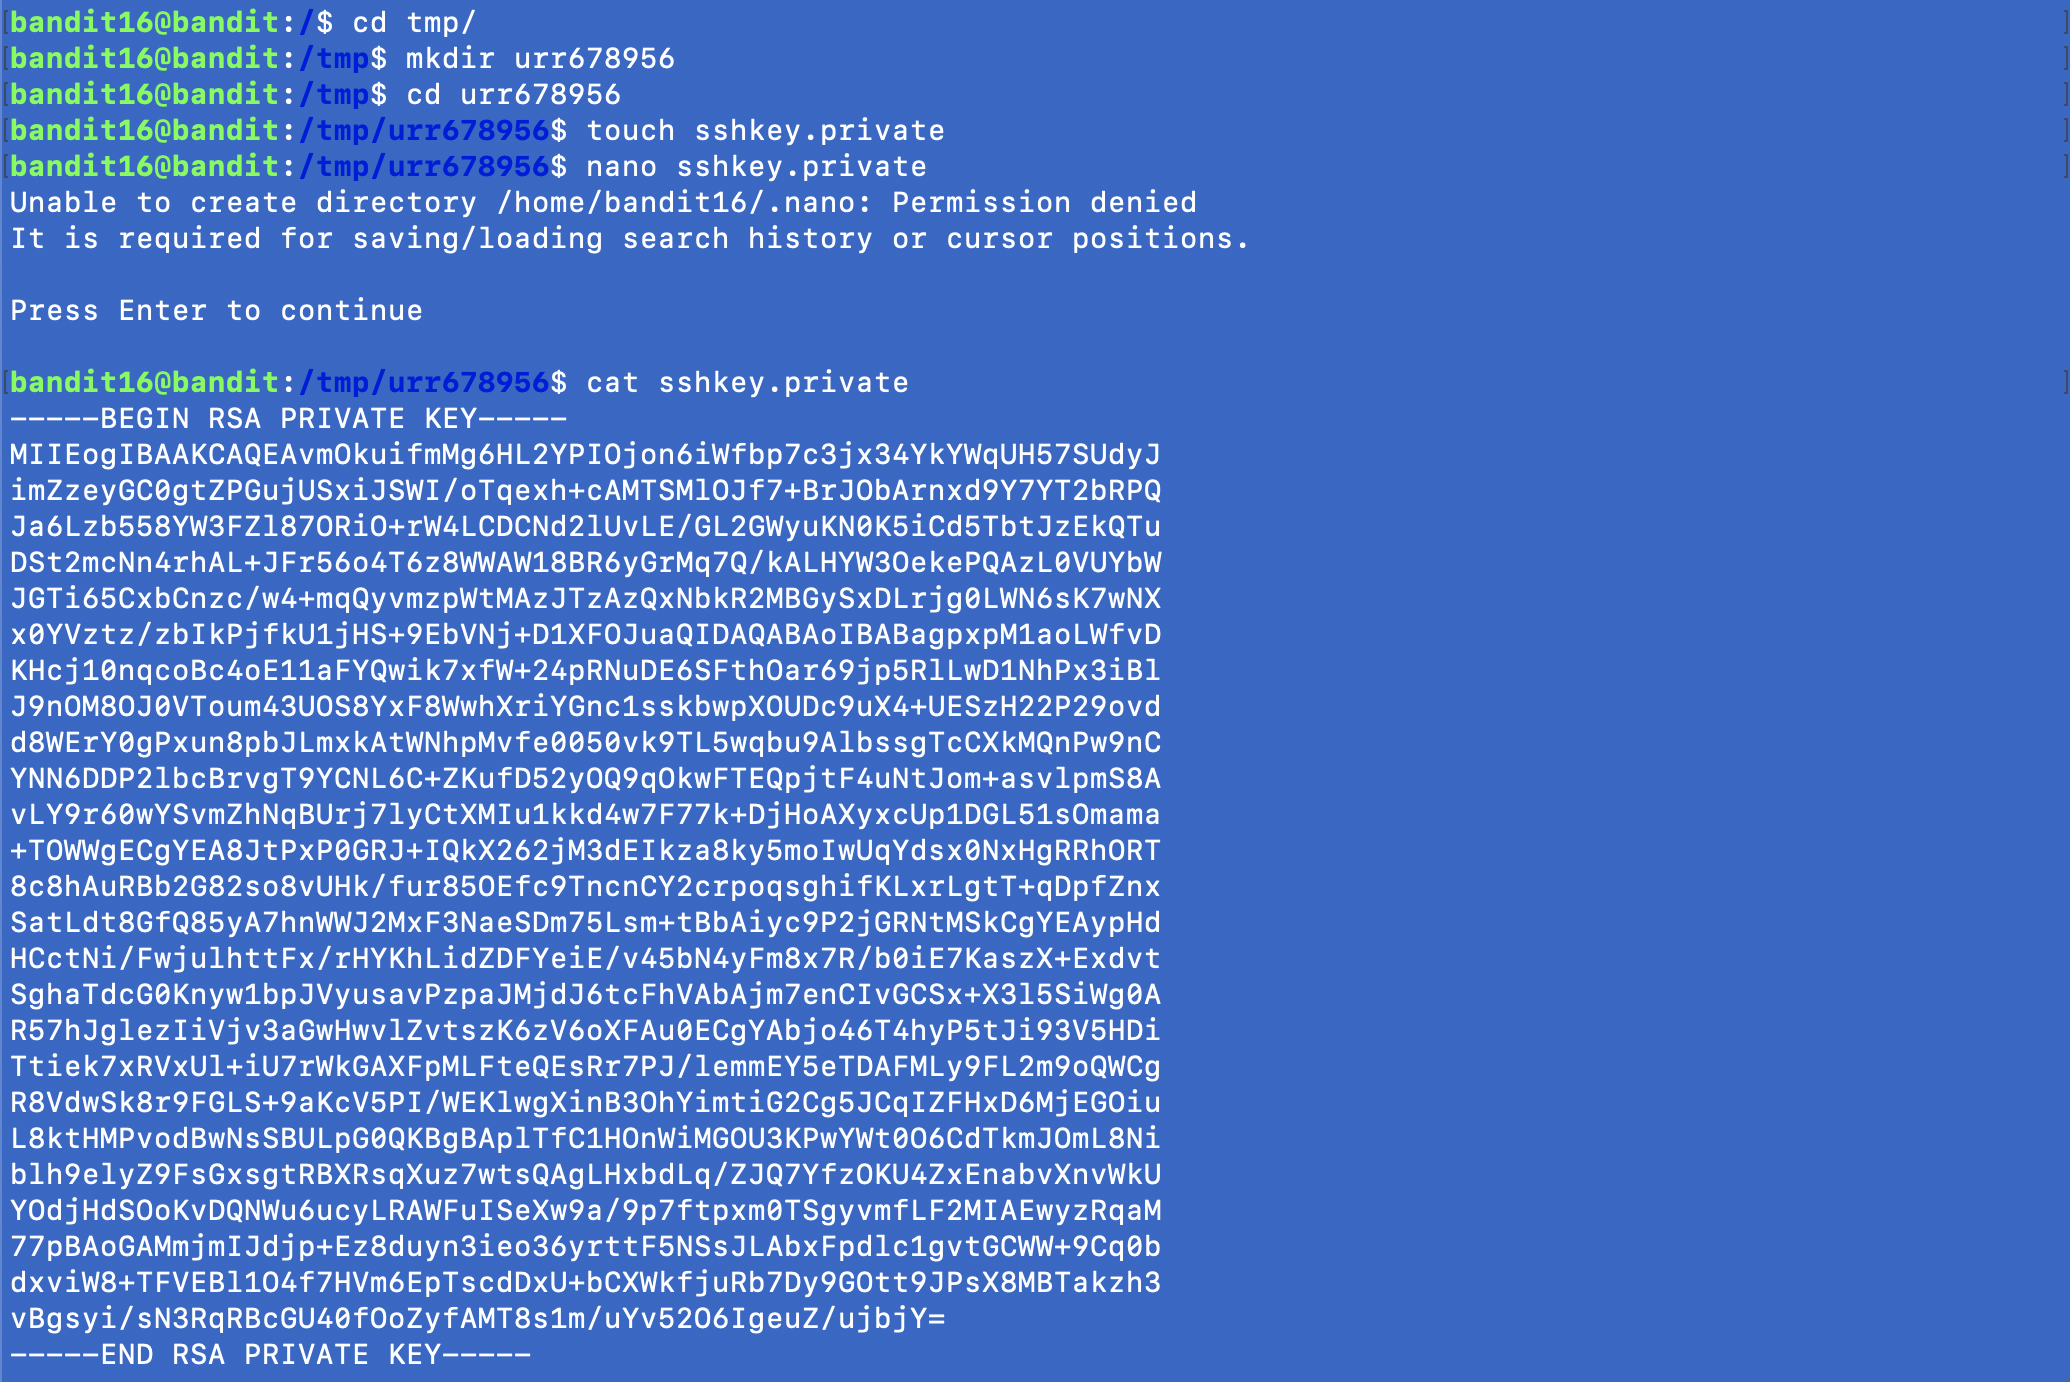 bandit16@bandit:/$ cd tmp/
bandit16@bandit:/tmp$ mkdir urr678956
bandit16@bandit:/tmp$ cd urr678956
bandit16@bandit:/tmp/urr678956$ touch sshkey.private
bandit16@bandit:/tmp/urr678956$ nano sshkey.private
Unable to create directory /home/bandit16/.nano: Permission denied
It is required for saving/loading search history or cursor positions.
Press Enter to continue
bandit16@bandit:/tmp/urr678956$ cat sshkey.private
-----BEGIN RSA PRIVATE KEY-----
MIIEogIBAAKCAQEAvmOkuifmMg6HL2YPIOjon6iWfbp7c3jx34YkYWqUH57SUdyJ
imZzeyGC0gtZPGujUSxiJSWI/oTqexh+cAMTSMlOJf7+BrJObArnxd9Y7YT2bRPQ
Ja6Lzb558YW3FZl87ORiO+rW4LCDCNd2lUvLE/GL2GWyuKN0K5iCd5TbtJzEkQTu
DSt2mcNn4rhAL+JFr56o4T6z8WWAW18BR6yGrMq7Q/kALHYW3OekePQAzL0VUYbW
JGTi65CxbCnzc/w4+mqQyvmzpWtMAzJTzAzQxNbkR2MBGySxDLrjg0LWN6sK7wNX
x0YVztz/zbIkPjfkU1jHS+9EbVNj+D1XFOJuaQIDAQABAoIBABagpxpM1aoLWfvD
KHcj10nqcoBc4oE11aFYQwik7xfW+24pRNuDE6SFthOar69jp5RlLwD1NhPx3iBl
J9nOM8OJ0VToum43UOS8YxF8WwhXriYGnc1sskbwpXOUDc9uX4+UESzH22P29ovd
d8WErY0gPxun8pbJLmxkAtWNhpMvfe0050vk9TL5wqbu9AlbssgTcCXkMQnPw9nC
YNN6DDP2lbcBrvgT9YCNL6C+ZKufD52yOQ9qOkwFTEQpjtF4uNtJom+asvlpmS8A
vLY9r60wYSvmZhNqBUrj7lyCtXMIu1kkd4w7F77k+DjHoAXyxcUp1DGL51sOmama
+TOWWgECgYEA8JtPxP0GRJ+IQkX262jM3dEIkza8ky5moIwUqYdsx0NxHgRRhORT
8c8hAuRBb2G82so8vUHk/fur85OEfc9TncnCY2crpoqsghifKLxrLgtT+qDpfZnx
SatLdt8GfQ85yA7hnWWJ2MxF3NaeSDm75Lsm+tBbAiyc9P2jGRNtMSkCgYEAypHd
HCctNi/FwjulhttFx/rHYKhLidZDFYeiE/v45bN4yFm8x7R/b0iE7KaszX+Exdvt
SghaTdcG0Knyw1bpJVyusavPzpaJMjdJ6tcFhVAbAjm7enCIvGCSx+X3l5SiWg0A
R57hJglezIiVjv3aGwHwvlZvtszK6zV6oXFAu0ECgYAbjo46T4hyP5tJi93V5HDi
Ttiek7xRVxUl+iU7rWkGAXFpMLFteQEsRr7PJ/lemmEY5eTDAFMLy9FL2m9oQWCg
R8VdwSk8r9FGLS+9aKcV5PI/WEKlwgXinB3OhYimtiG2Cg5JCqIZFHxD6MjEGOiu
L8ktHMPvodBwNsSBULpG0QKBgBAplTfC1HOnWiMGOU3KPwYWt0O6CdTkmJOmL8Ni
blh9elyZ9FsGxsgtRBXRsqXuz7wtsQAgLHxbdLq/ZJQ7YfzOKU4ZxEnabvXnvWkU
YOdjHdSOoKvDQNWu6ucyLRAWFuISeXw9a/9p7ftpxm0TSgyvmfLF2MIAEwyzRqaM
77pBAoGAMmjmIJdjp+Ez8duyn3ieo36yrttF5NSsJLAbxFpdlc1gvtGCWW+9Cq0b
dxviW8+TFVEBl1O4f7HVm6EpTscdDxU+bCXWkfjuRb7Dy9GOtt9JPsX8MBTakzh3
vBgsyi/sN3RqRBcGU40fOoZyfAMT8s1m/uYv52O6IgeuZ/ujbjY=
-----END RSA PRIVATE KEY-----